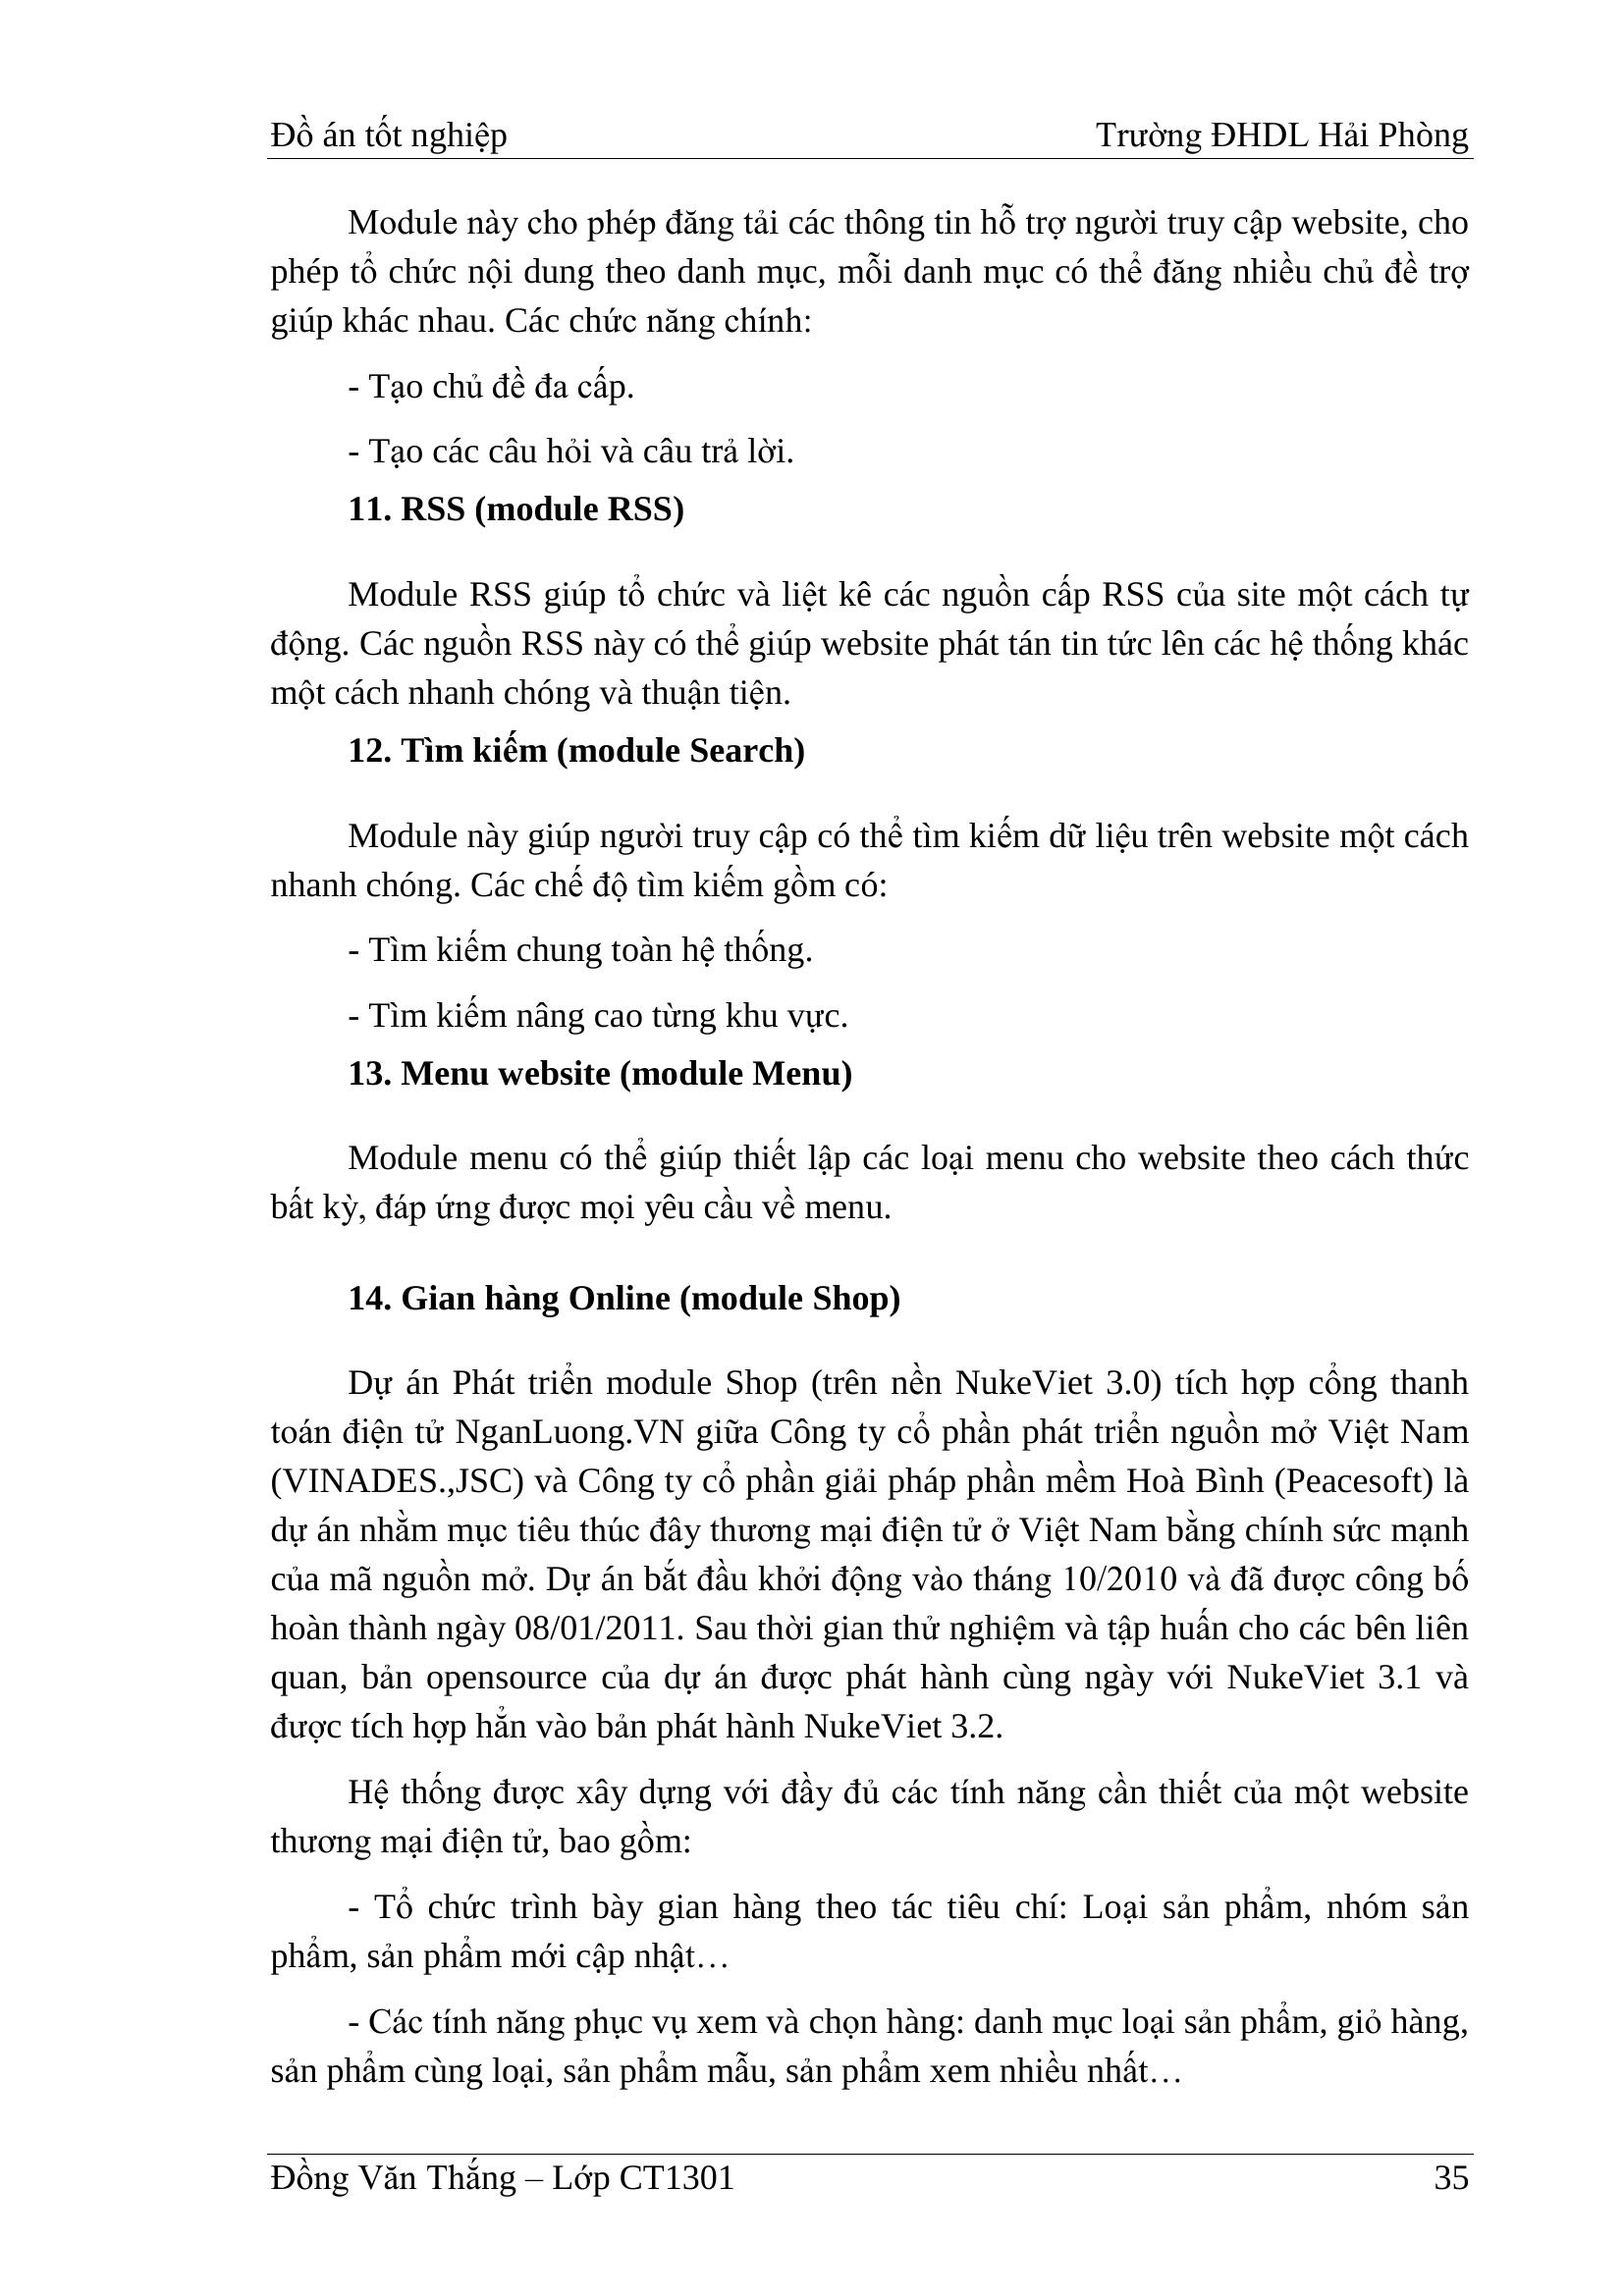 Đồ án tốt nghiệp Trường ĐHDL Hải Phòng
Module này cho phép đăng tải các thông tin hỗ trợ người truy cập website, cho
phép tổ chức nội dung theo danh mục, mỗi danh mục có thể đăng nhiều chủ đề trợ
giúp khác nhau. Các chức năng chính:
- Tạo chủ đề đa cấp.
- Tạo các câu hỏi và câu trả lời.
11. RSS (module RSS)
Module RSS giúp tổ chức và liệt kê các nguồn cấp RSS của site một cách tự
động. Các nguồn RSS này có thể giúp website phát tán tin tức lên các hệ thống khác
một cách nhanh chóng và thuận tiện.
12. Tìm kiếm (module Search)
Module này giúp người truy cập có thể tìm kiếm dữ liệu trên website một cách
nhanh chóng. Các chế độ tìm kiếm gồm có:
- Tìm kiếm chung toàn hệ thống.
- Tìm kiếm nâng cao từng khu vực.
13. Menu website (module Menu)
Module menu có thể giúp thiết lập các loại menu cho website theo cách thức
bất kỳ, đáp ứng được mọi yêu cầu về menu.
14. Gian hàng Online (module Shop)
Dự án Phát triển module Shop (trên nền NukeViet 3.0) tích hợp cổng thanh
toán điện tử NganLuong.VN giữa Công ty cổ phần phát triển nguồn mở Việt Nam
(VINADES.,JSC) và Công ty cổ phần giải pháp phần mềm Hoà Bình (Peacesoft) là
dự án nhằm mục tiêu thúc đây thương mại điện tử ở Việt Nam bằng chính sức mạnh
của mã nguồn mở. Dự án bắt đầu khởi động vào tháng 10/2010 và đã được công bố
hoàn thành ngày 08/01/2011. Sau thời gian thử nghiệm và tập huấn cho các bên liên
quan, bản opensource của dự án được phát hành cùng ngày với NukeViet 3.1 và
được tích hợp hẳn vào bản phát hành NukeViet 3.2.
Hệ thống được xây dựng với đầy đủ các tính năng cần thiết của một website
thương mại điện tử, bao gồm:
- Tổ chức trình bày gian hàng theo tác tiêu chí: Loại sản phẩm, nhóm sản
phẩm, sản phẩm mới cập nhật…
- Các tính năng phục vụ xem và chọn hàng: danh mục loại sản phẩm, giỏ hàng,
sản phẩm cùng loại, sản phẩm mẫu, sản phẩm xem nhiều nhất…
Đồng Văn Thắng – Lớp CT1301 35